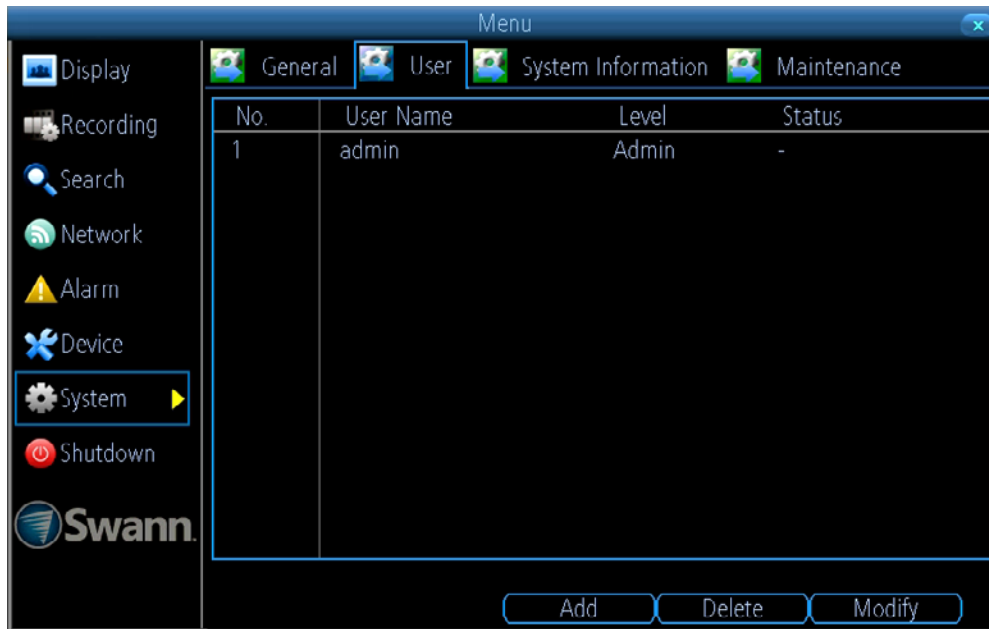 Menu
Display
Recording
Search
Network
Alarm
Device
System
Shutdown
Swann.
General User System Information Maintenance
No. User Name Level Status
1 admin Admin -
Add Delete Modify